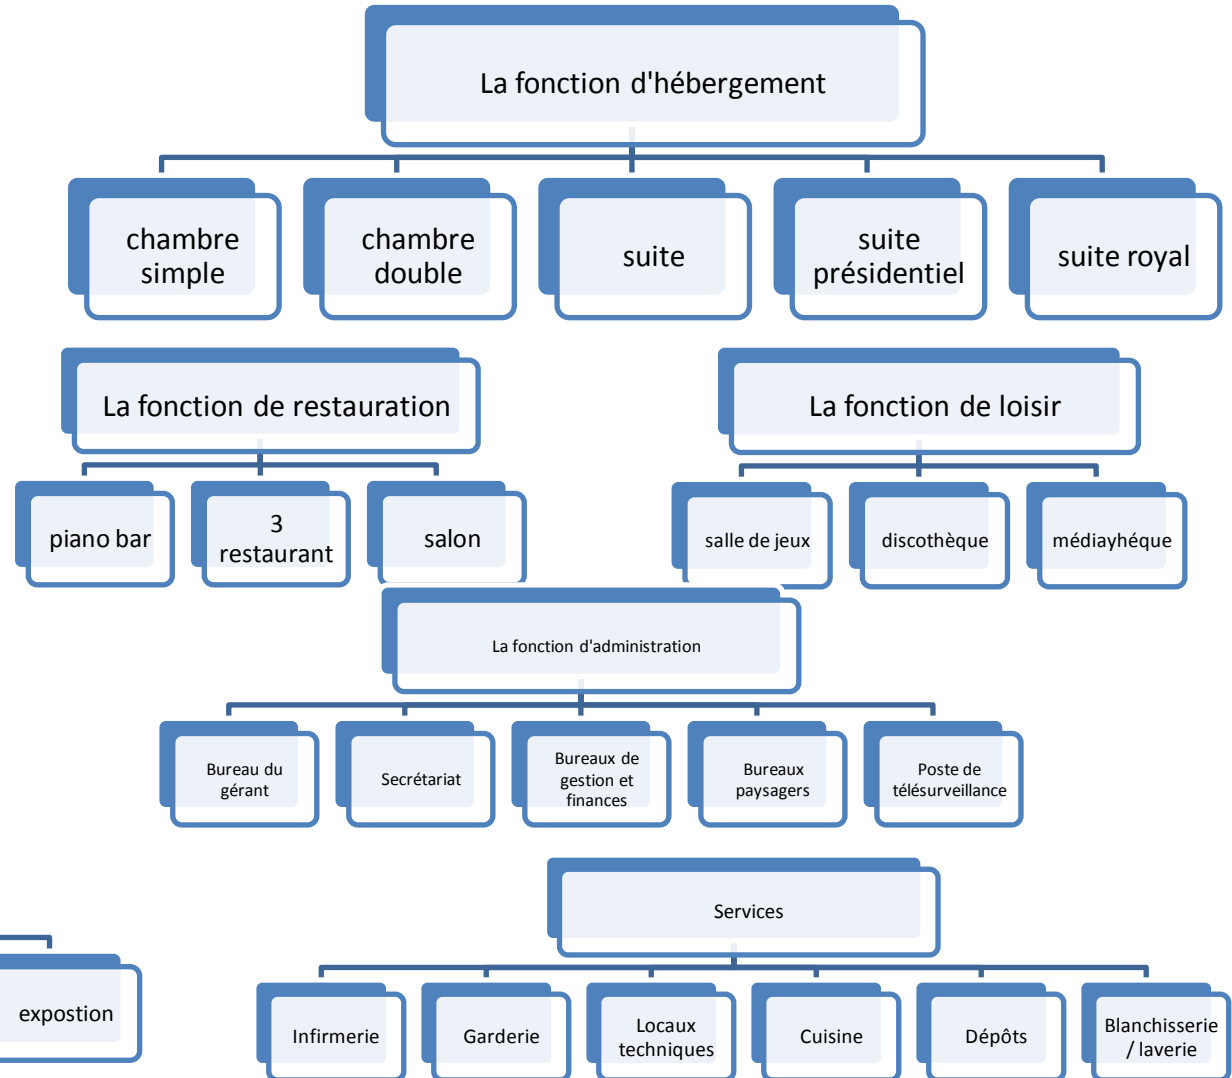 La fonction d'hébergement
chambre
simple
chambre
double
suite
suite
présidentiel
suite royal
La fonction de restauration
piano bar
3
restaurant
salon
La fonction de loisir
salle de jeux
discothèque
médiayhéque
La fonction d'administration
Bureau du
gérant
Secrétariat
Bureaux de
gestion et
finances
Bureaux
paysagers
Poste de
télésurveillance
expostion
Services
Infirmerie
Garderie
Locaux
techniques
Cuisine
Dépôts
Blanchisserie
/ laverie